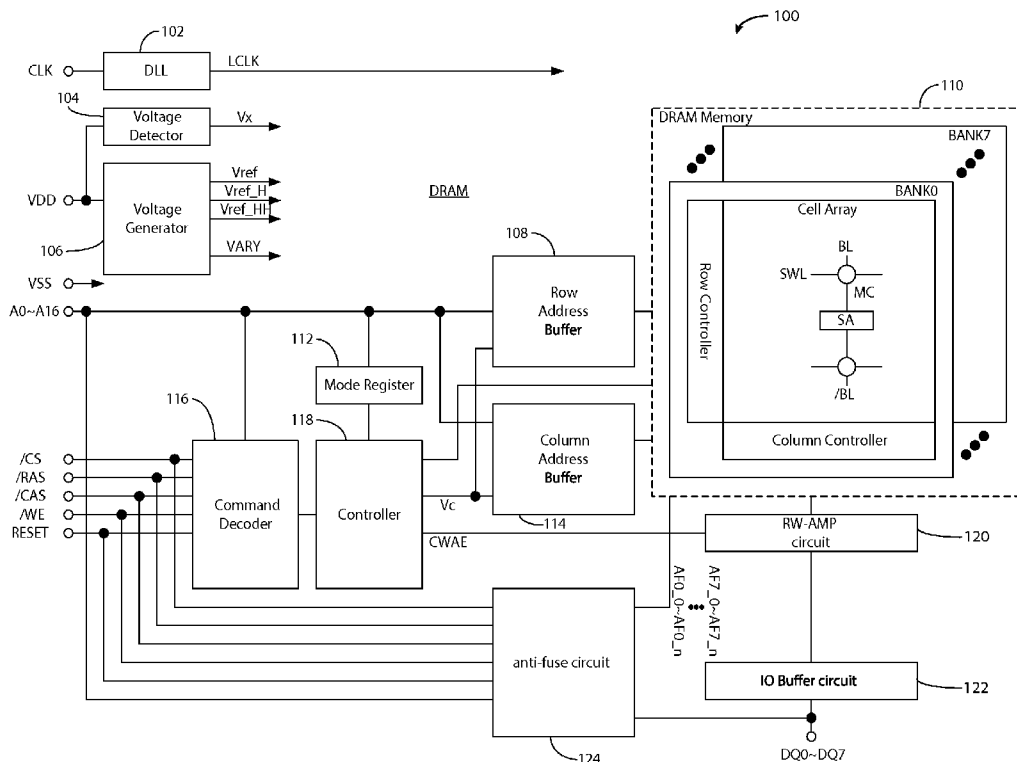 100
102
CLK
DLL
LCLK
104
Voltage
Detector
Vx
110
DRAM Memory
BANK7
BANK0
Cell Array
VDD
Voltage
Generator
Vref
Vref_H
Vref_HH
VARY
106
DRAM
VSS
A0~A16
108
Row
Address
Buffer
Row Controller
BL
SWL
MC
SA
/BL
Column Controller
112
Mode Register
116
118
/CS
/RAS
/CAS
/WE
RESET
Command
Decoder
Controller
Vc
CWAE
Column
Address
Buffer
114
RW-AMP
circuit
120
AF0_0~AF0_n
AF7_0~AF7_n
anti-fuse circuit
124
IO Buffer circuit
122
DQ0~DQ7